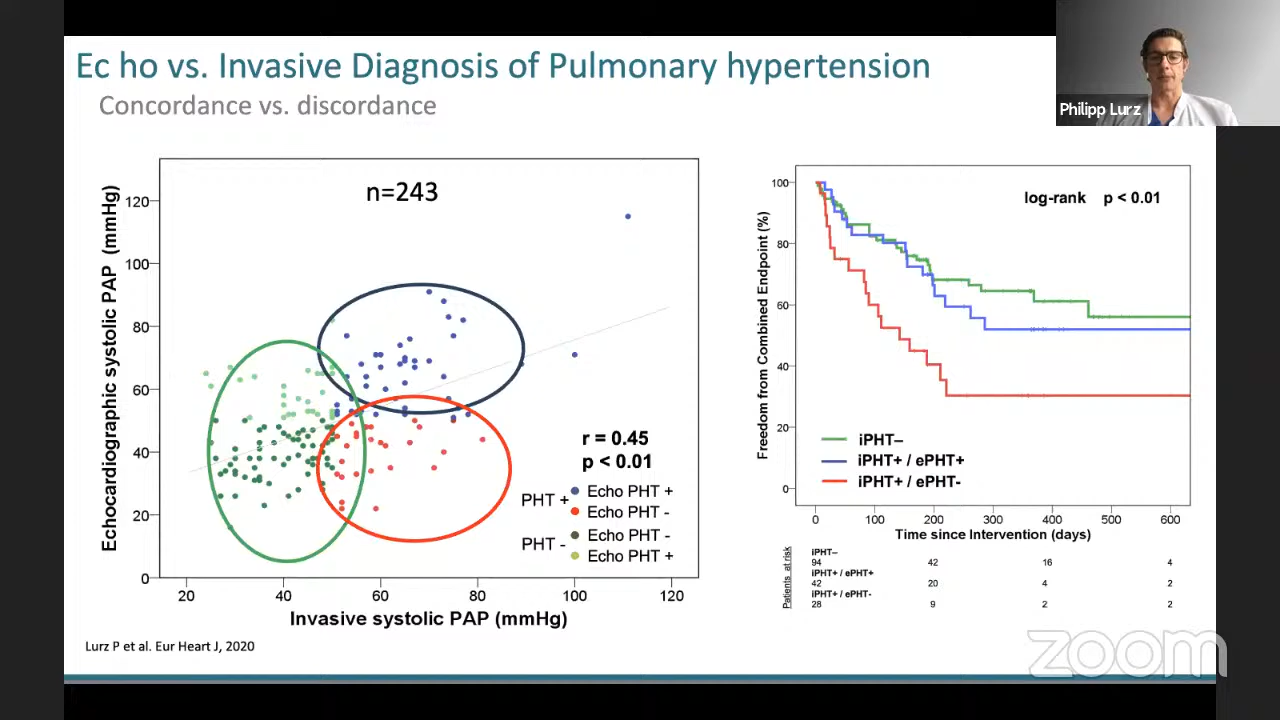 Ec ho vs. Invasive Diagnosis of Pulmonary hypertension
Concordance vs. discordance
Philipp Lurz
n=243
Echocardiographic systolic PAP (mmHg)
120
100
80
60
40
20
0
20 40 60 80 100 120
Invasive systolic PAP (mmHg)
r = 0.45
p < 0.01
PHT +
Echo PHT +
Echo PHT -
PHT -
Echo PHT -
Echo PHT +
log-rank p < 0.01
Freedom from Combined Endpoint (%)
100
80
60
40
20
0
iPHT–
iPHT+ / ePHT+
iPHT+ / ePHT-
0 100 200 300 400 500 600
Time since Intervention (days)
Patients at risk
iPHT–
94 42 16 4
iPHT+ / ePHT+
42 20 4 2
iPHT+ / ePHT-
28 9 2 2
Lurz P et al. Eur Heart J, 2020
zoom